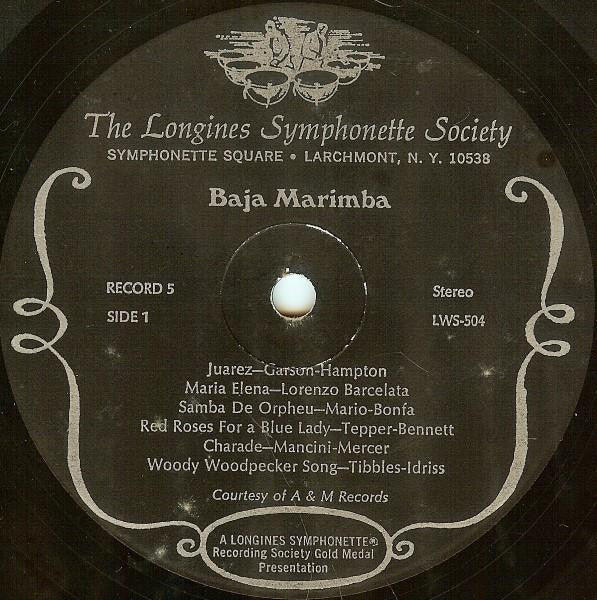 The Longines Symphonette Society
SYMPHONETTE SQUARE • LARCHMONT, N. Y. 10538
Baja Marimba
RECORD 5
SIDE 1
Stereo
LWS-504
Juarez—Garson-Hampton
Maria Elena—Lorenzo Barcelata
Samba De Orpheu—Mario-Bonfa
Red Roses For a Blue Lady—Tepper-Bennett
Charade—Mancini-Mercer
Woody Woodpecker Song—Tibbles-Idriss
Courtesy of A & M Records
A LONGINES SYMPHONETTE®
Recording Society Gold Medal
Presentation